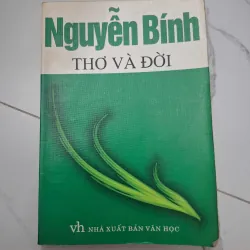 Nguyễn Bính
THƠ VÀ ĐỜI
vh NHÀ XUẤT BẢN VĂN HỌC